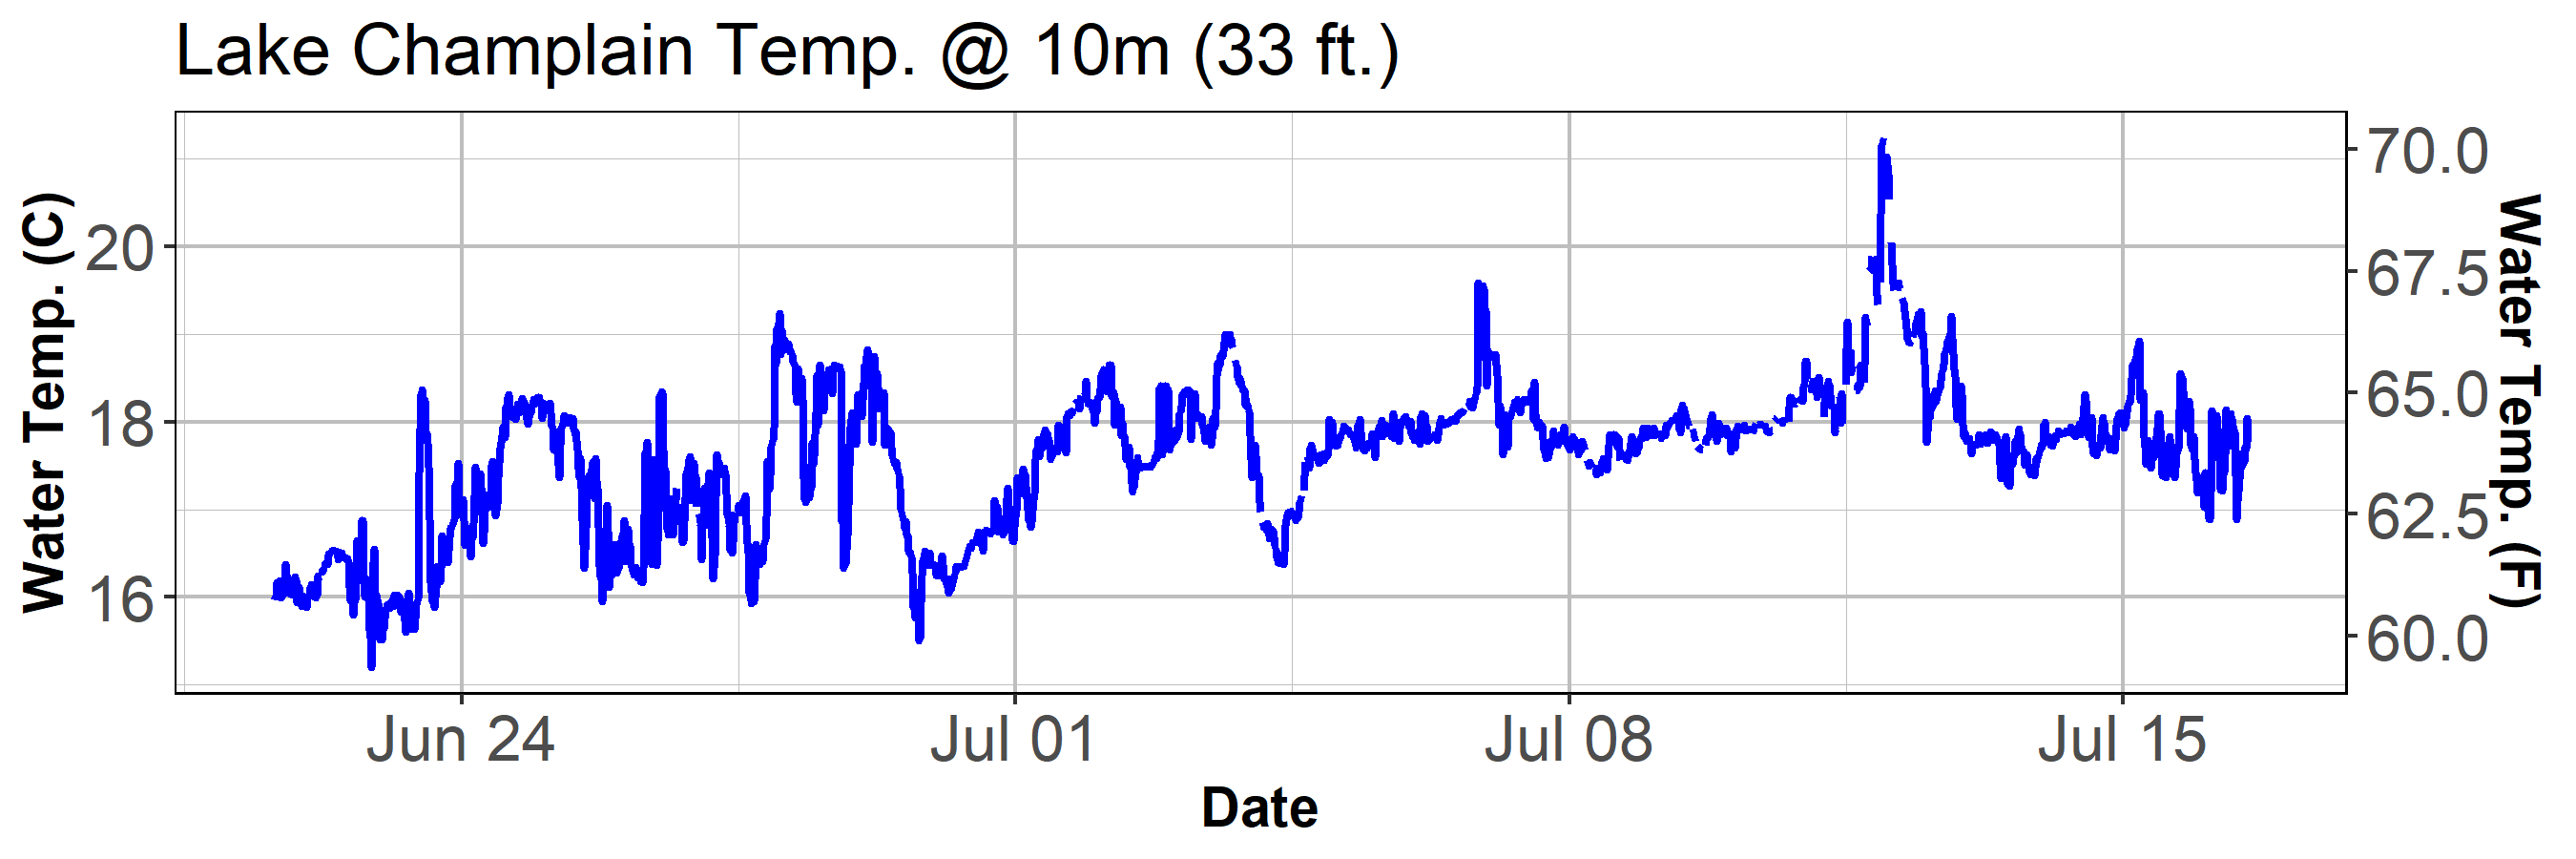 Lake Champlain Temp. @ 10m (33 ft.)
Water Temp. (C)
20
18
16
70.0
67.5
65.0
62.5
60.0
Water Temp. (F)
Jun 24
Jul 01
Jul 08
Jul 15
Date